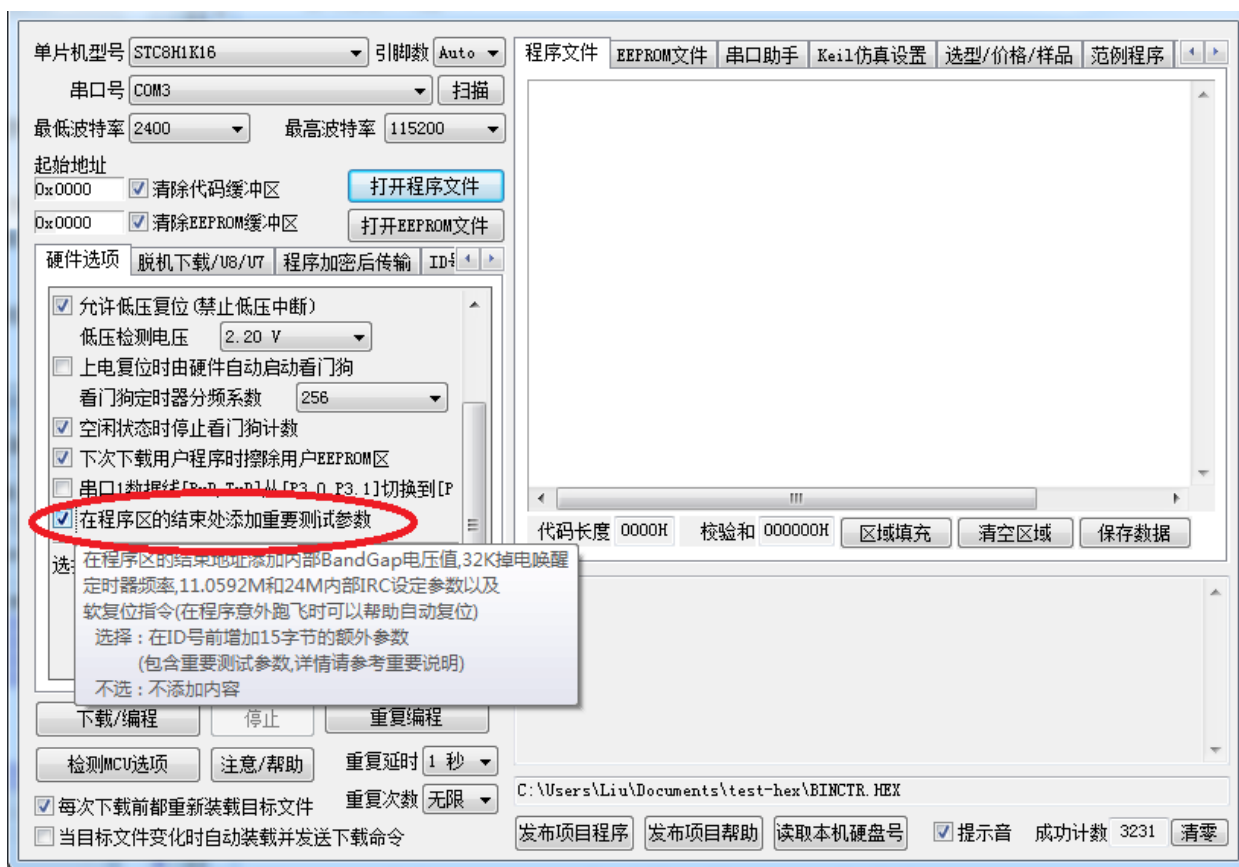 单片机型号 STC8H1K16 引脚数 Auto
串口号 COM3 扫描
最低波特率 2400 最高波特率 115200
起始地址
0x0000 清除代码缓冲区 打开程序文件
0x0000 清除EEPROM缓冲区 打开EEPROM文件
硬件选项 脱机下载/U8/U7 程序加密后传输
允许低压复位(禁止低压中断)
低压检测电压 2.20 V
上电复位时由硬件自动启动看门狗
看门狗定时器分频系数 256
空闲状态时停止看门狗计数
下次下载用户程序时擦除用户EEPROM区
串口1数据线[RxD,TxD]从[P3.0,P3.1]切换到[P
在程序区的结束处添加重要测试参数
在程序区的结束地址添加内部BandGap电压值,32K掉电唤醒
定时器频率,11.0592M和24M内部IRC设定参数以及
软复位指令(在程序意外跑飞时可以帮助自动复位)
选择：在ID号前增加15字节的额外参数
(包含重要测试参数,详情请参考重要说明)
不选：不添加内容
下载/编程 停止 重复编程
检测MCU选项 注意/帮助 重复延时 1 秒
每次下载前都重新装载目标文件 重复次数 无限
当目标文件变化时自动装载并发送下载命令
程序文件 EEPROM文件 串口助手 Keil仿真设置 选型/价格/样品 范例程序
代码长度 0000H 校验和 000000H 区域填充 清空区域 保存数据
C:\Users\Liu\Documents\test-hex\BINCTR.HEX
发布项目程序 发布项目帮助 读取本机硬盘号 提示音 成功计数 3231 清零